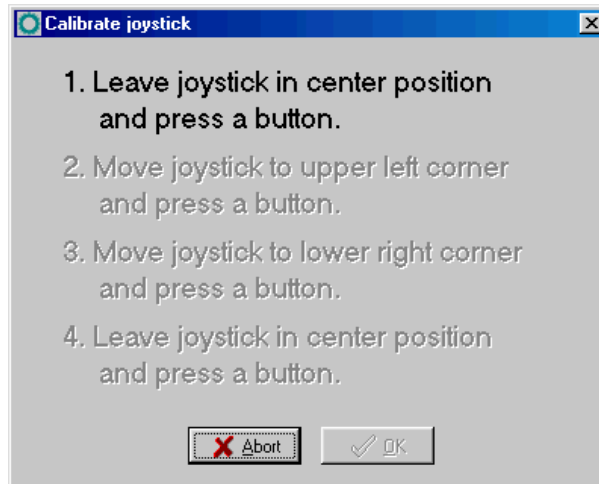 Calibrate joystick
1. Leave joystick in center position
and press a button.
2. Move joystick to upper left corner
and press a button.
3. Move joystick to lower right corner
and press a button.
4. Leave joystick in center position
and press a button.
Abort
OK